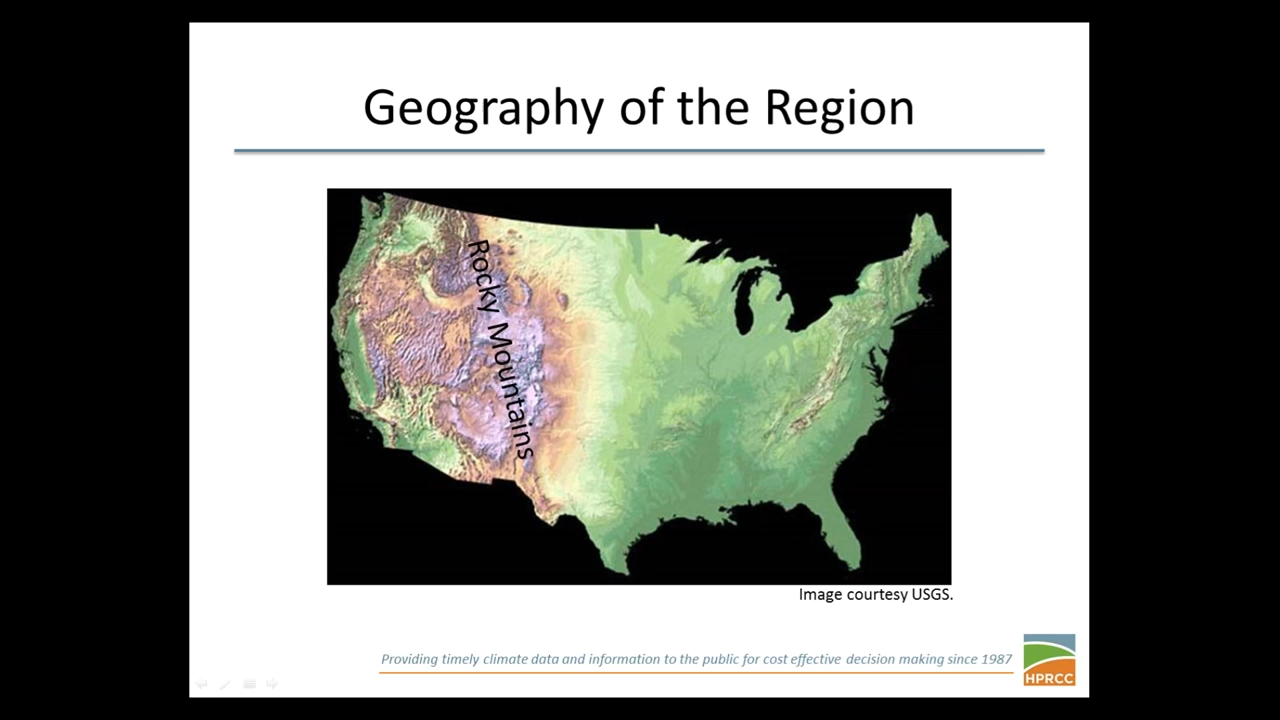 Geography of the Region
Rocky Mountains
Image courtesy USGS.
Providing timely climate data and information to the public for cost effective decision making since 1987
HPRCC